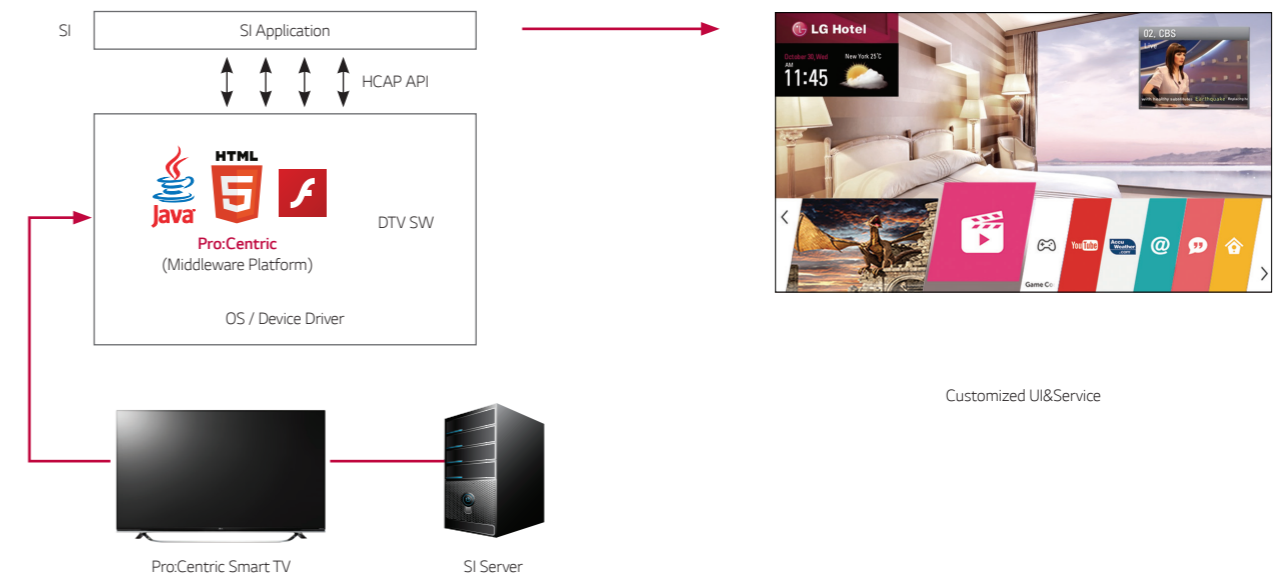 SI
SI Application
HCAP API
Java
HTML
5
DTV SW
Pro:Centric
(Middleware Platform)
OS / Device Driver
Pro:Centric Smart TV
SI Server
LG Hotel
October 30, Wed
New York 25℃
AM
11:45
02, CBS
Live
Earthquake
Game Co
YouTube
Accu
Weather
.com
@
Customized UI&Service